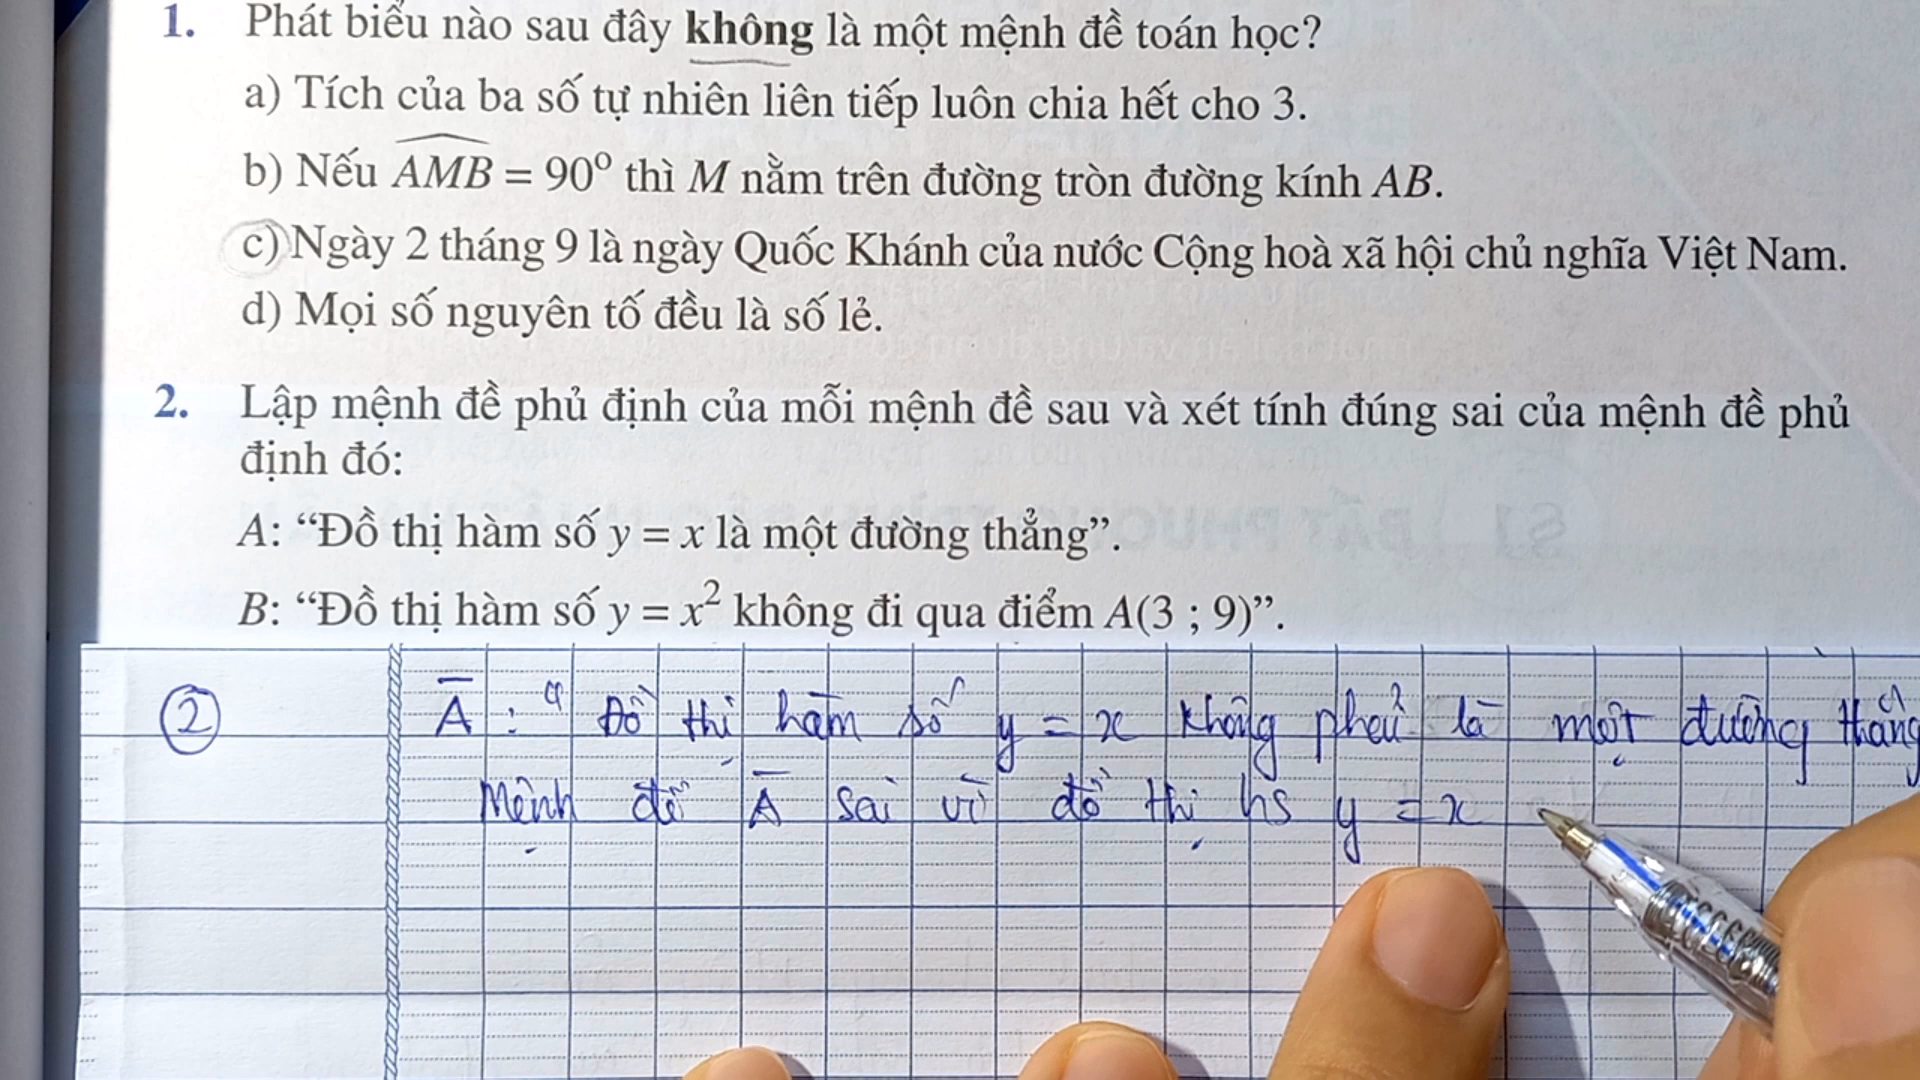 1. Phát biểu nào sau đây không là một mệnh đề toán học?
a) Tích của ba số tự nhiên liên tiếp luôn chia hết cho 3.
b) Nếu \widehat{AMB} = 90° thì M nằm trên đường tròn đường kính AB.
c) Ngày 2 tháng 9 là ngày Quốc Khánh của nước Cộng hoà xã hội chủ nghĩa Việt Nam.
d) Mọi số nguyên tố đều là số lẻ.
2. Lập mệnh đề phủ định của mỗi mệnh đề sau và xét tính đúng sai của mệnh đề phủ
định đó:
A: “Đồ thị hàm số y = x là một đường thẳng”.
B: “Đồ thị hàm số y = x² không đi qua điểm A(3 ; 9)”.
② A̅ : “ Đồ thị hàm số y = x không phải là một đường thẳng
Mệnh đề A̅ sai vì đồ thị hs y = x